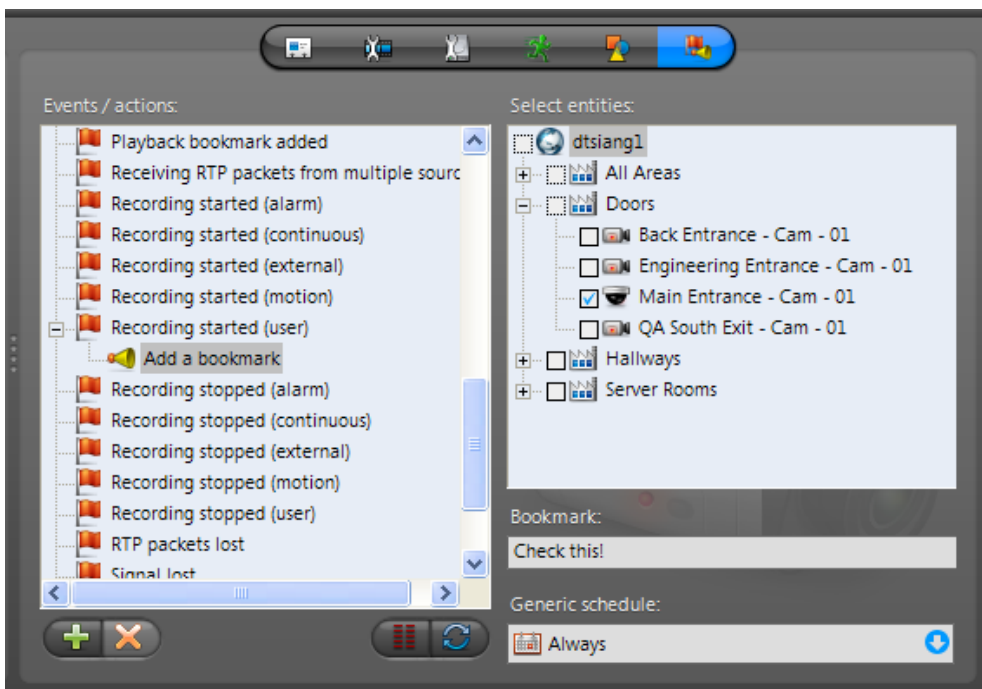 Events / actions:
Playback bookmark added
Receiving RTP packets from multiple sourc
Recording started (alarm)
Recording started (continuous)
Recording started (external)
Recording started (motion)
Recording started (user)
Add a bookmark
Recording stopped (alarm)
Recording stopped (continuous)
Recording stopped (external)
Recording stopped (motion)
Recording stopped (user)
RTP packets lost
Signal lost
Select entities:
dtsiang1
All Areas
Doors
Back Entrance - Cam - 01
Engineering Entrance - Cam - 01
Main Entrance - Cam - 01
QA South Exit - Cam - 01
Hallways
Server Rooms
Bookmark:
Check this!
Generic schedule:
Always